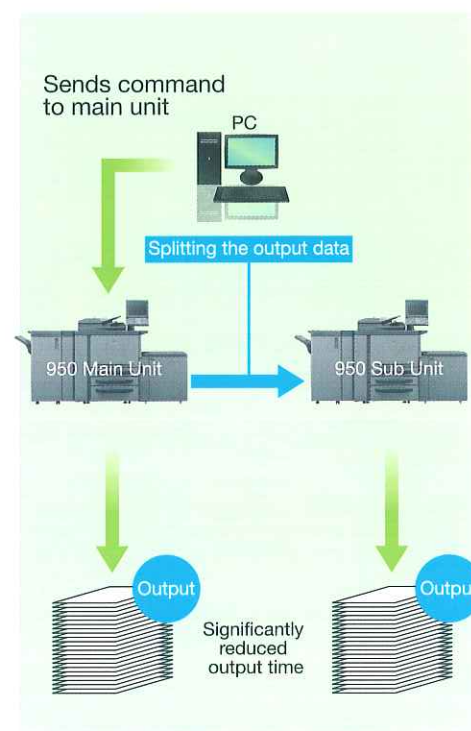 Sends command
to main unit
PC
Splitting the output data
950 Main Unit
950 Sub Unit
Output
Outpu
Significantly
reduced
output time